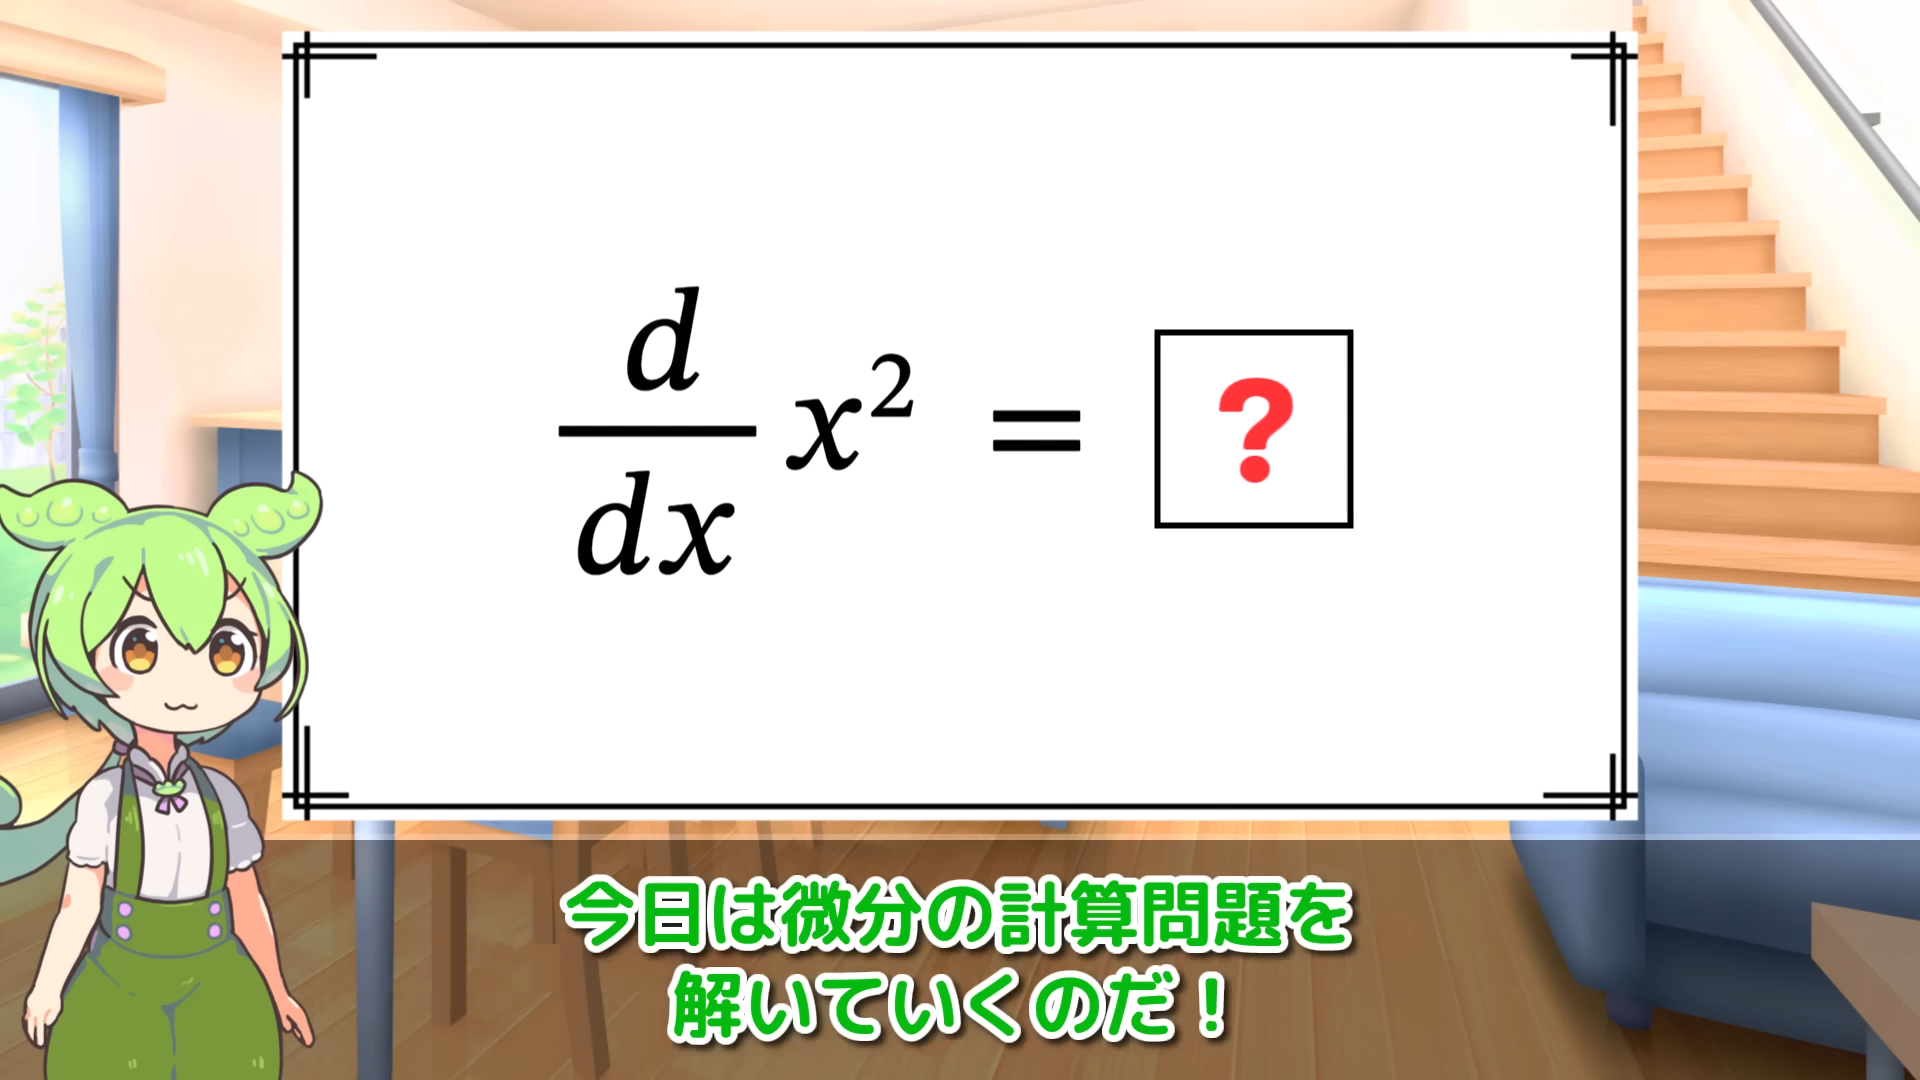 d/dx x² = ?
今日は微分の計算問題を
解いていくのだ！